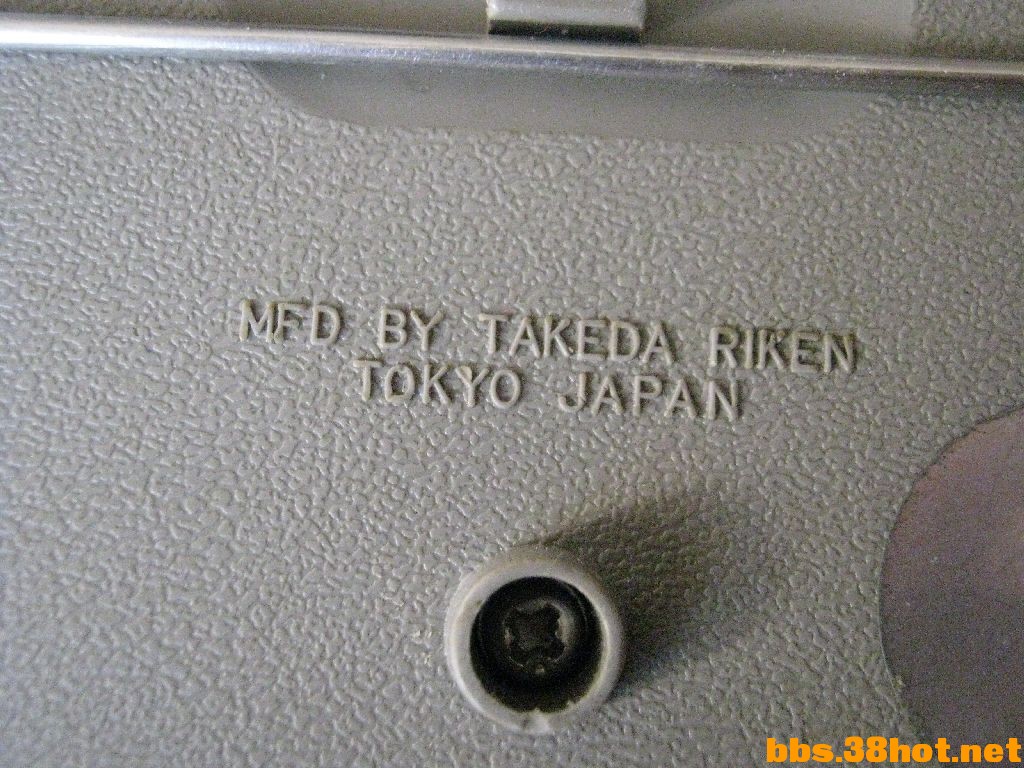 MFD BY TAKEDA RIKEN
TOKYO JAPAN
bbs.38hot.net